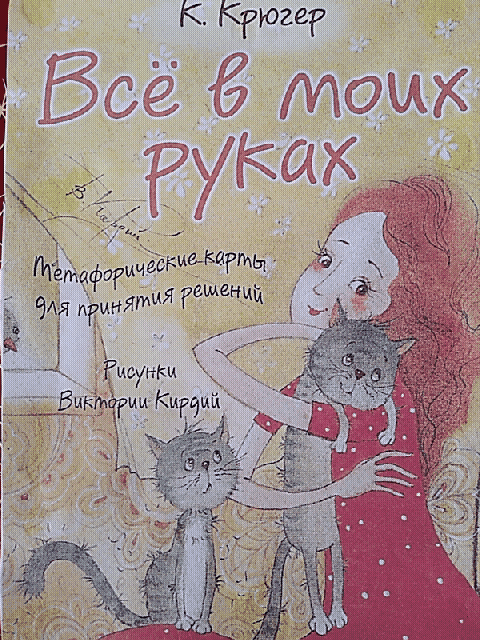 К. Крюгер
Всё в моих
руках
Метафорические карты
для принятия решений
Рисунки
Виктории Кирдий